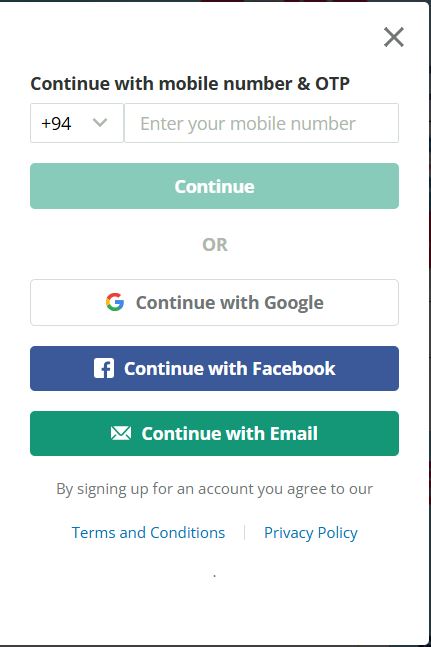 Continue with mobile number & OTP
+94 Enter your mobile number
Continue
OR
Continue with Google
Continue with Facebook
Continue with Email
By signing up for an account you agree to our
Terms and Conditions | Privacy Policy
.